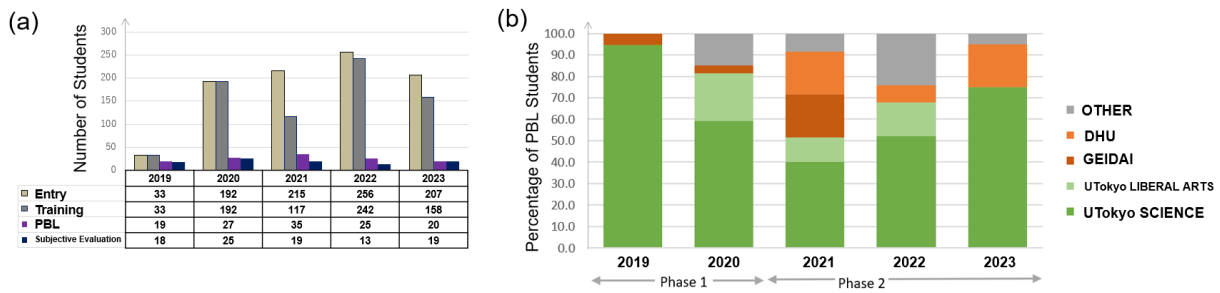 (a)
Number of Students
300
250
200
150
100
50
0
2019 2020 2021 2022 2023
Entry 33 192 215 256 207
Training 33 192 117 242 158
PBL 19 27 35 25 20
Subjective Evaluation 18 25 19 13 19
(b)
Percentage of PBL Students
100.0
90.0
80.0
70.0
60.0
50.0
40.0
30.0
20.0
10.0
0.0
2019 2020 2021 2022 2023
Phase 1 Phase 2
OTHER
DHU
GEIDAI
UTokyo LIBERAL ARTS
UTokyo SCIENCE